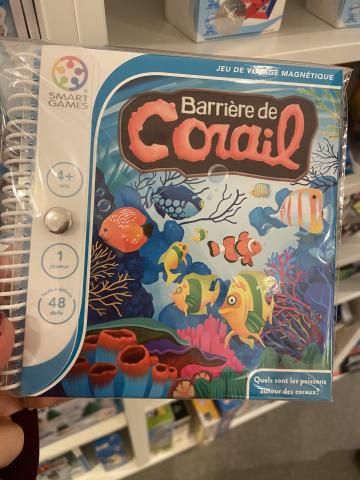 SMART
GAMES
JEU DE VOYAGE MAGNÉTIQUE
Barrière de
Corail
4+
ans
1
joueur
48
défis
Quels sont les poissons
autour des coraux?